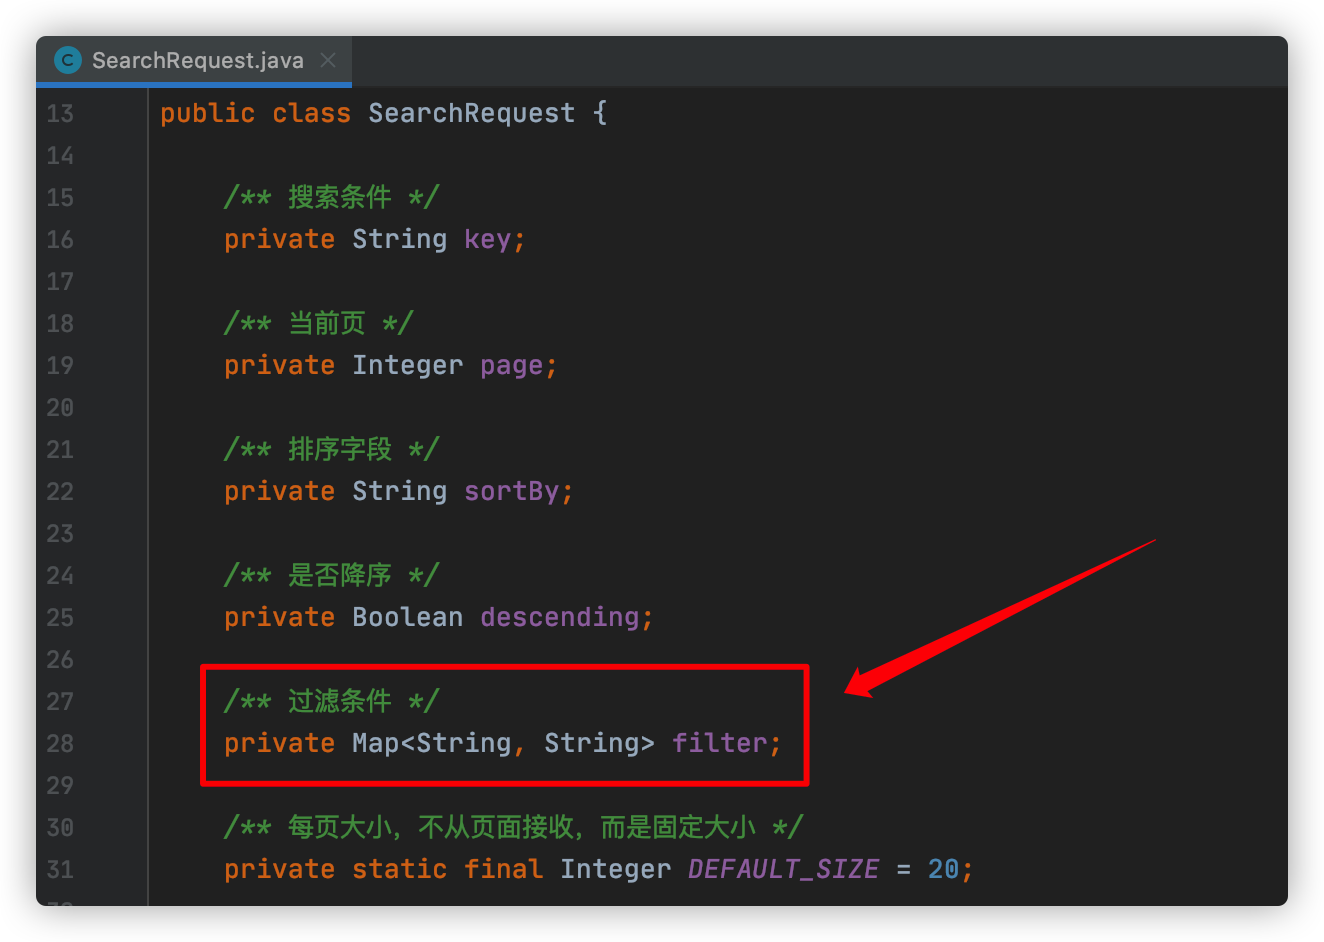 SearchRequest.java
13 public class SearchRequest {
14
15 /** 搜索条件 */
16 private String key;
17
18 /** 当前页 */
19 private Integer page;
20
21 /** 排序字段 */
22 private String sortBy;
23
24 /** 是否降序 */
25 private Boolean descending;
26
27 /** 过滤条件 */
28 private Map<String, String> filter;
29
30 /** 每页大小，不从页面接收，而是固定大小 */
31 private static final Integer DEFAULT_SIZE = 20;